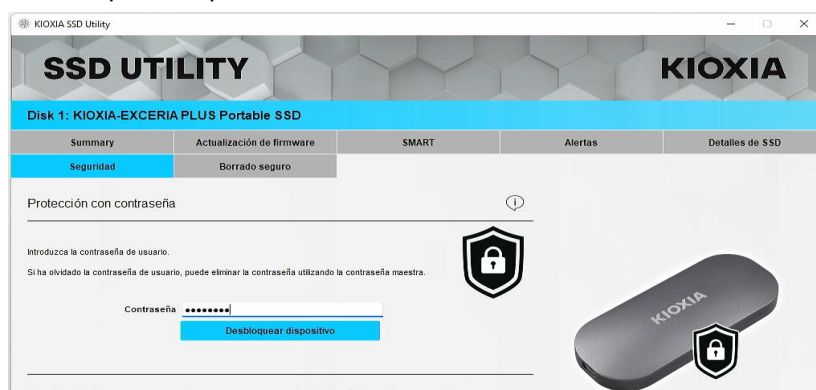 KIOXIA SSD Utility
SSD UTILITY
KIOXIA
Disk 1: KIOXIA-EXCERIA PLUS Portable SSD
Summary
Actualización de firmware
SMART
Alertas
Detalles de SSD
Seguridad
Borrado seguro
Protección con contraseña
Introduzca la contraseña de usuario.
Si ha olvidado la contraseña de usuario, puede eliminar la contraseña utilizando la contraseña maestra.
Contraseña ●●●●●●●●
Desbloquear dispositivo
KIOXIA